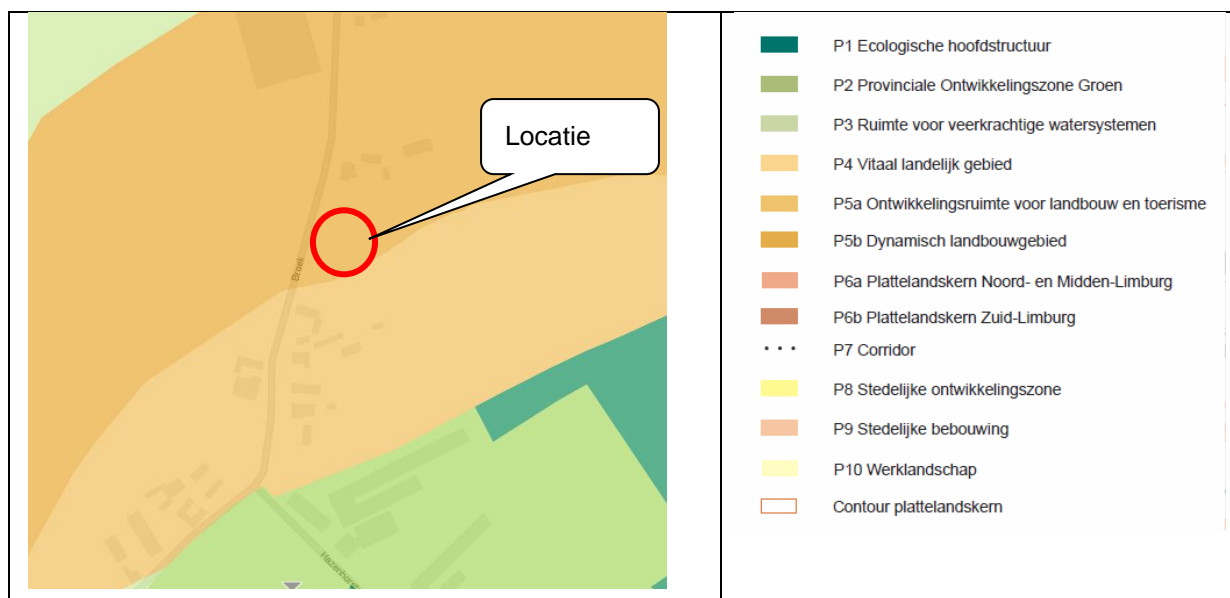 Locatie
Broek
P1 Ecologische hoofdstructuur
P2 Provinciale Ontwikkelingszone Groen
P3 Ruimte voor veerkrachtige watersystemen
P4 Vitaal landelijk gebied
P5a Ontwikkelingsruimte voor landbouw en toerisme
P5b Dynamisch landbouwgebied
P6a Plattelandskern Noord- en Midden-Limburg
P6b Plattelandskern Zuid-Limburg
P7 Corridor
P8 Stedelijke ontwikkelingszone
P9 Stedelijke bebouwing
P10 Werklandschap
Contour plattelandskern